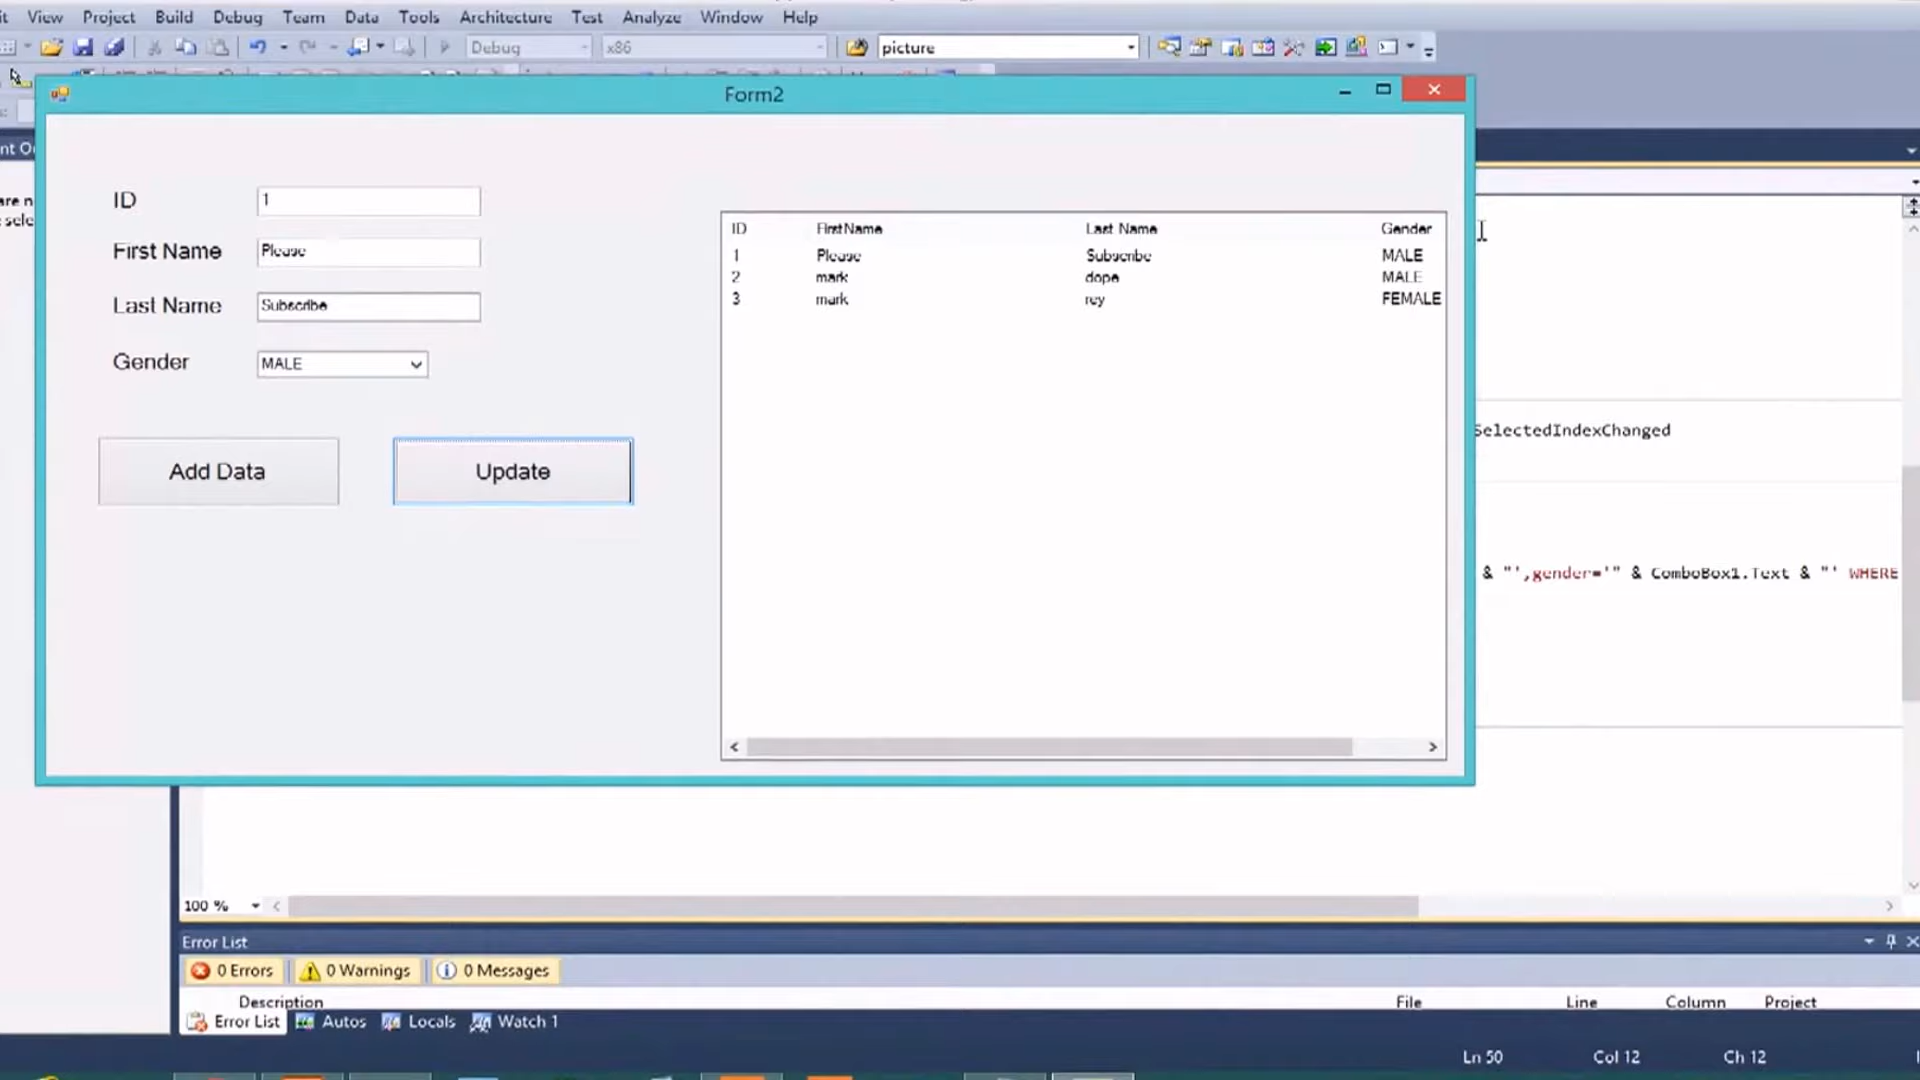 View Project Build Debug Team Data Tools Architecture Test Analyze Window Help
Debug x86 picture
Form2
ID 1
First Name Please
Last Name Subscribe
Gender MALE
Add Data Update
ID FirstName Last Name Gender
1 Please Subscribe MALE
2 mark dope MALE
3 mark rey FEMALE
SelectedIndexChanged
& "',gender='" & ComboBox1.Text & "' WHERE
100 %
Error List
0 Errors 0 Warnings 0 Messages
Description File Line Column Project
Error List Autos Locals Watch 1
Ln 50 Col 12 Ch 12